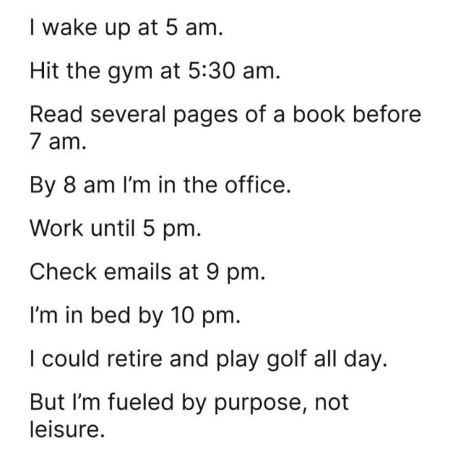 I wake up at 5 am.
Hit the gym at 5:30 am.
Read several pages of a book before
7 am.
By 8 am I’m in the office.
Work until 5 pm.
Check emails at 9 pm.
I’m in bed by 10 pm.
I could retire and play golf all day.
But I’m fueled by purpose, not
leisure.